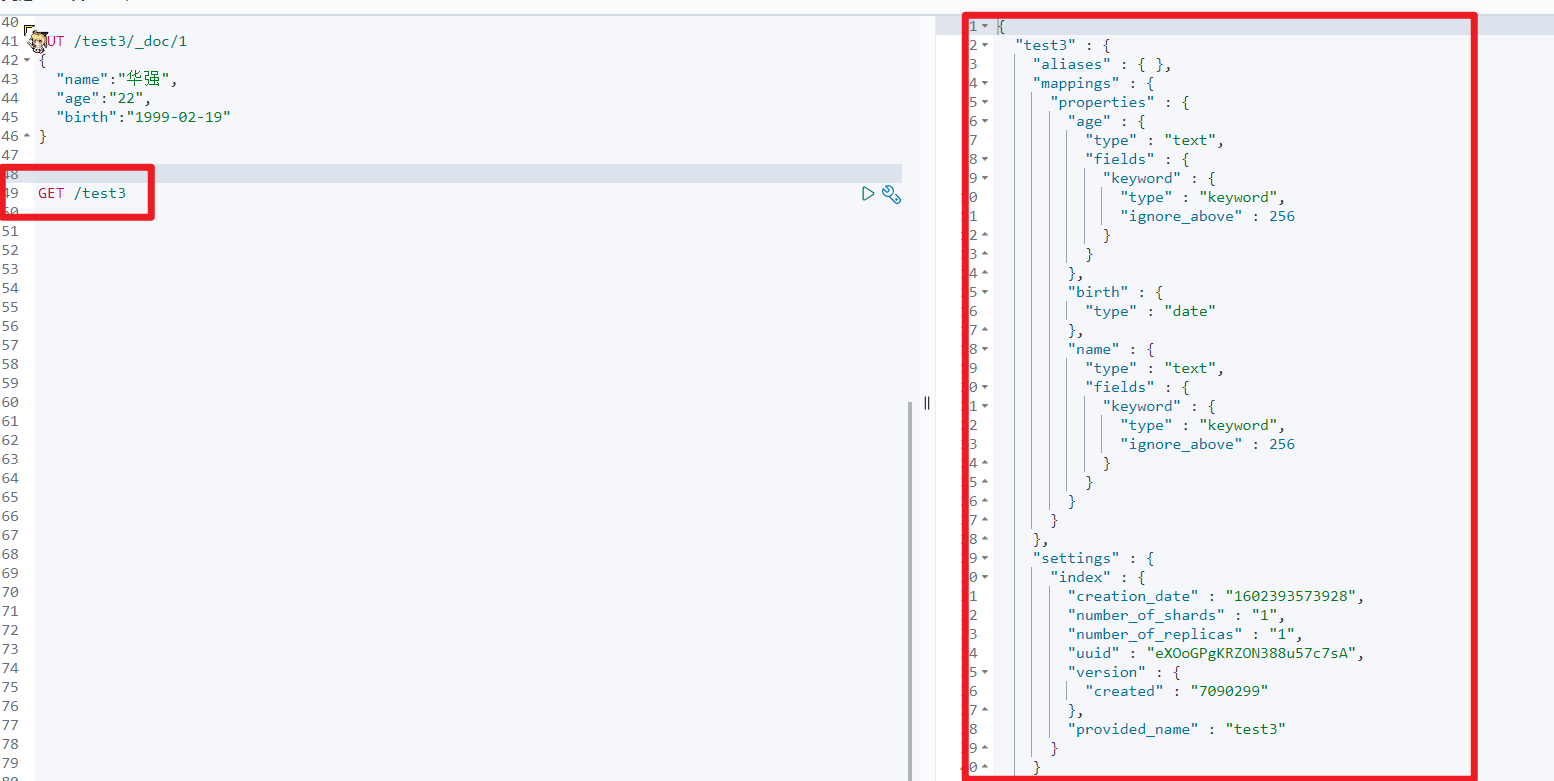 40
41 UT /test3/_doc/1
42 {
43 "name":"华强",
44 "age":"22",
45 "birth":"1999-02-19"
46 }
47
48
49 GET /test3
50
51
52
53
54
55
56
57
58
59
60
61
62
63
64
65
66
67
68
69
70
71
72
73
74
75
76
77
78
79
1 {
2 "test3" : {
3 "aliases" : { },
4 "mappings" : {
5 "properties" : {
6 "age" : {
7 "type" : "text",
8 "fields" : {
9 "keyword" : {
0 "type" : "keyword",
1 "ignore_above" : 256
2 }
3 }
4 },
5 "birth" : {
6 "type" : "date"
7 },
8 "name" : {
9 "type" : "text",
0 "fields" : {
1 "keyword" : {
2 "type" : "keyword",
3 "ignore_above" : 256
4 }
5 }
6 }
7 }
8 },
9 "settings" : {
0 "index" : {
1 "creation_date" : "1602393573928",
2 "number_of_shards" : "1",
3 "number_of_replicas" : "1",
4 "uuid" : "eXOoGPgKRZON388u57c7sA",
5 "version" : {
6 "created" : "7090299"
7 },
8 "provided_name" : "test3"
9 }
0 }